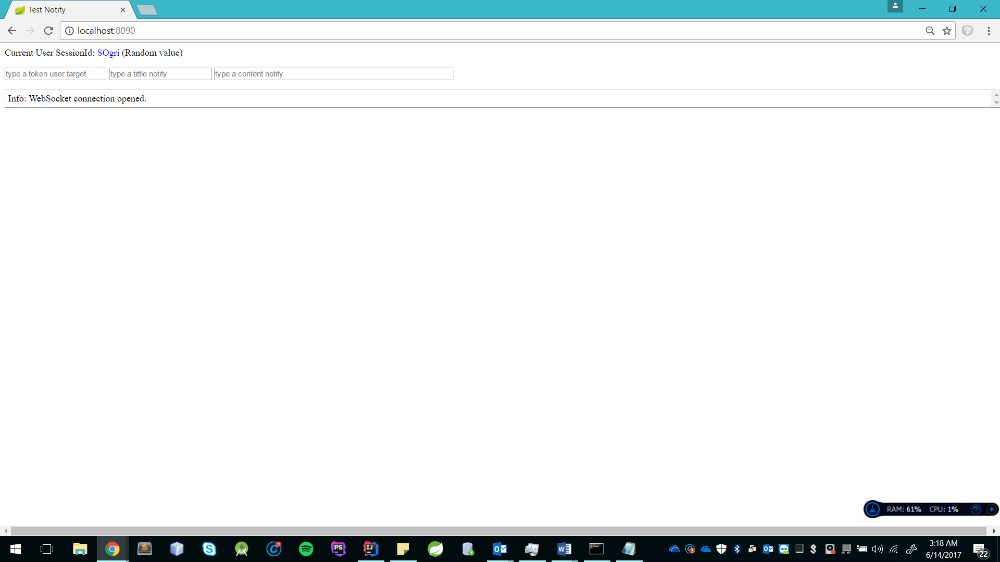 Test Notify
localhost:8090
Current User SessionId: SOgri (Random value)
type a token user target type a tittle notify type a content notify
Info: WebSocket connection opened.
RAM: 61% CPU: 1%
3:18 AM
6/14/2017
22